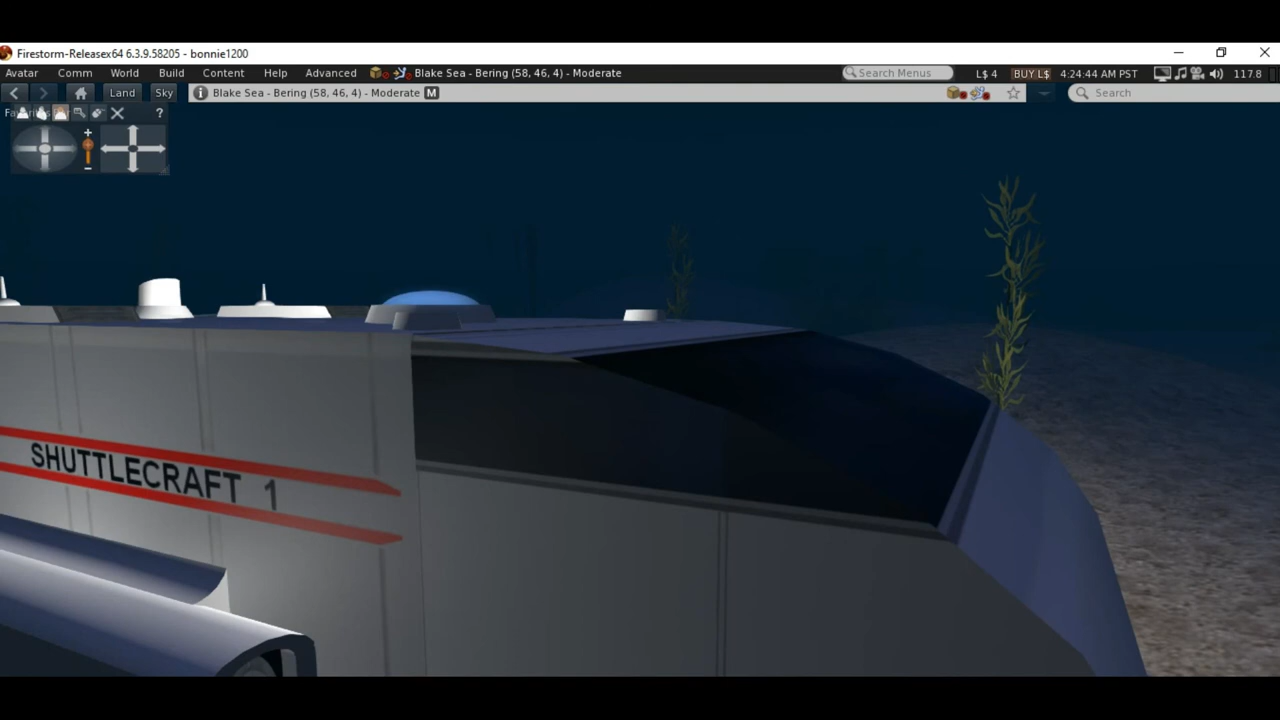 Firestorm-Releasex64 6.3.9.58205 - bonnie1200
Avatar Comm World Build Content Help Advanced Blake Sea - Bering (58, 46, 4) - Moderate Search Menus L$ 4 BUY L$ 4:24:44 AM PST 117.8
Land Sky Blake Sea - Bering (58, 46, 4) - Moderate M Search
?
SHUTTLECRAFT 1